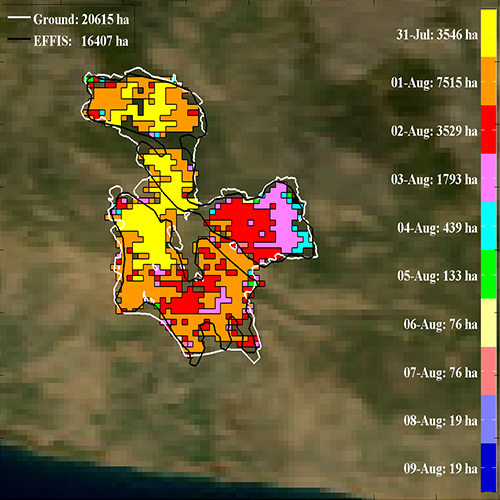 Ground: 20615 ha
EFFIS: 16407 ha
31-Jul: 3546 ha
01-Aug: 7515 ha
02-Aug: 3529 ha
03-Aug: 1793 ha
04-Aug: 439 ha
05-Aug: 133 ha
06-Aug: 76 ha
07-Aug: 76 ha
08-Aug: 19 ha
09-Aug: 19 ha